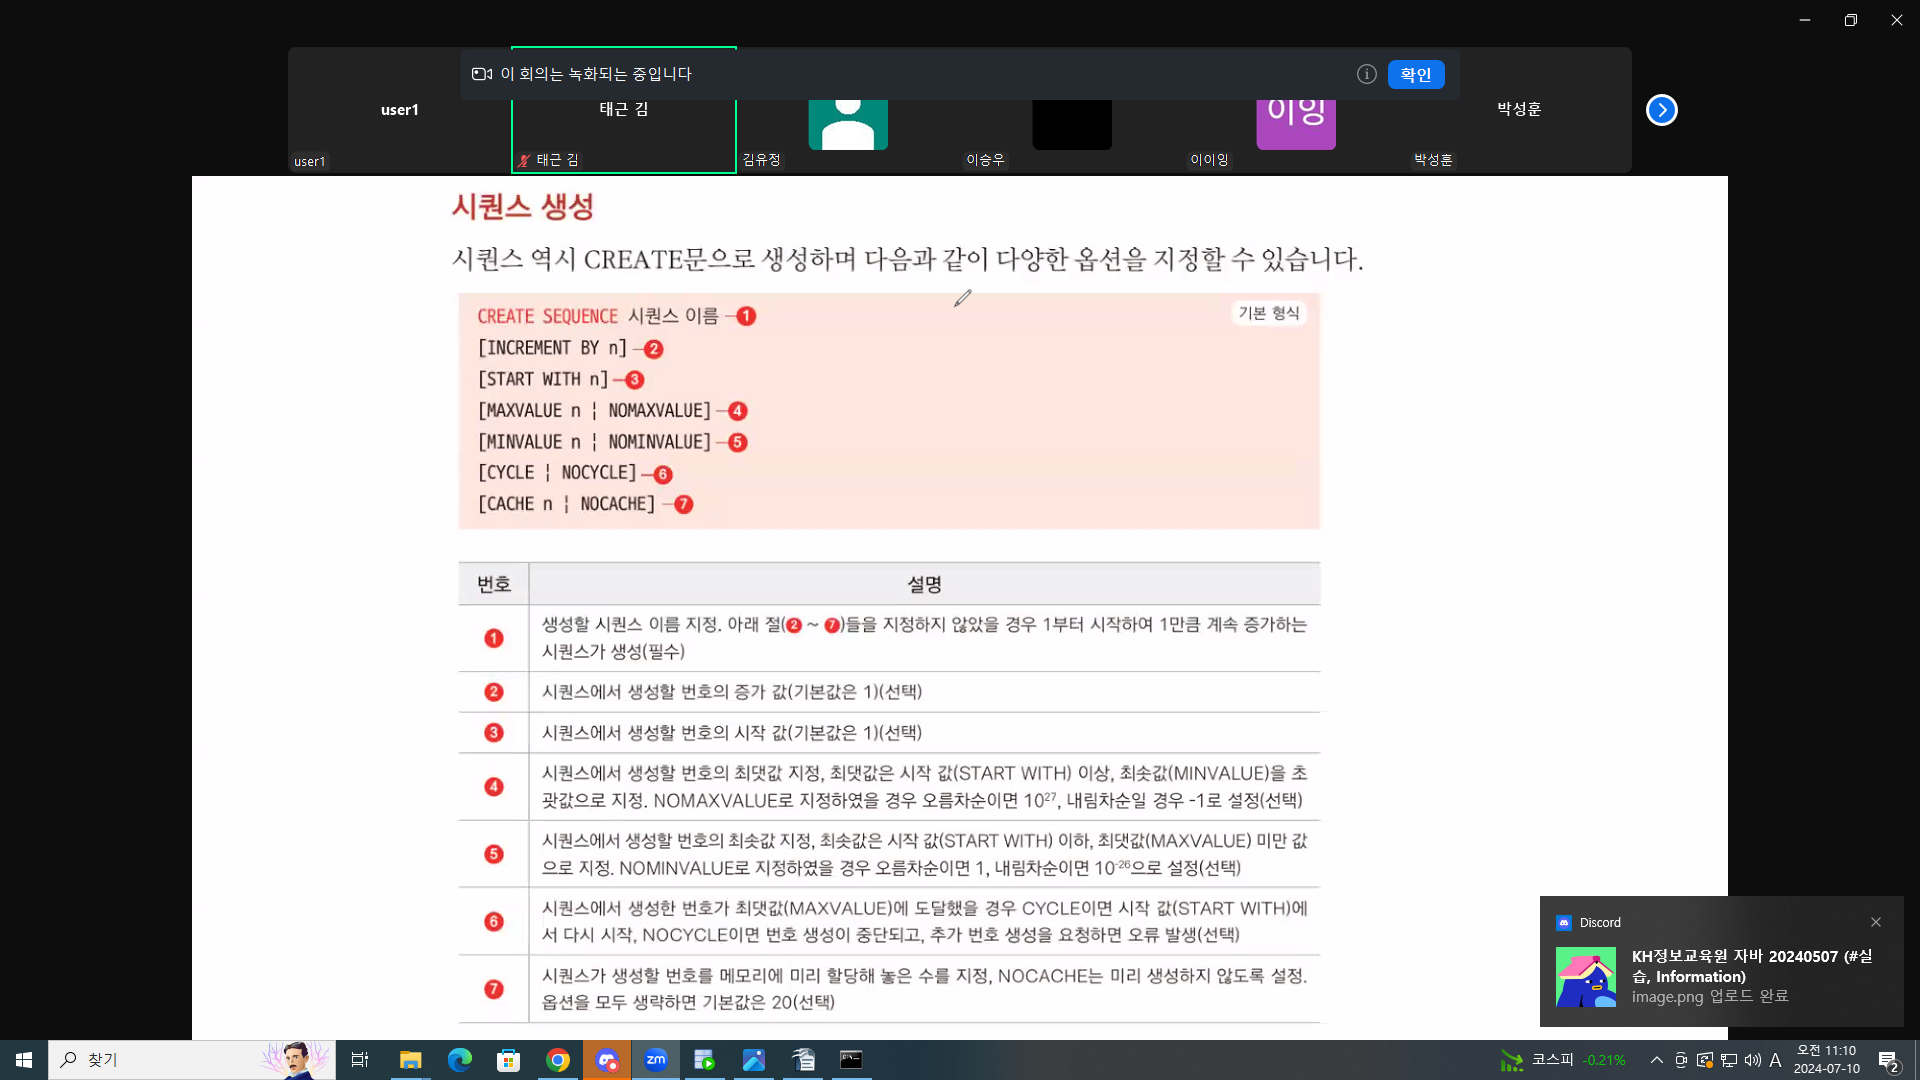 이 회의는 녹화되는 중입니다
확인
user1
태근 김
이잉
박성훈
user1
태근 김
김유정
이승우
이이잉
박성훈
시퀀스 생성
시퀀스 역시 CREATE문으로 생성하며 다음과 같이 다양한 옵션을 지정할 수 있습니다.
기본 형식
CREATE SEQUENCE 시퀀스 이름 –①
[INCREMENT BY n] –②
[START WITH n] –③
[MAXVALUE n ¦ NOMAXVALUE] –④
[MINVALUE n ¦ NOMINVALUE] –⑤
[CYCLE ¦ NOCYCLE] –⑥
[CACHE n ¦ NOCACHE] –⑦
번호 설명
① 생성할 시퀀스 이름 지정. 아래 절(② ~ ⑦)들을 지정하지 않았을 경우 1부터 시작하여 1만큼 계속 증가하는
시퀀스가 생성(필수)
② 시퀀스에서 생성할 번호의 증가 값(기본값은 1)(선택)
③ 시퀀스에서 생성할 번호의 시작 값(기본값은 1)(선택)
④ 시퀀스에서 생성할 번호의 최댓값 지정, 최댓값은 시작 값(START WITH) 이상, 최솟값(MINVALUE)을 초
괏값으로 지정. NOMAXVALUE로 지정하였을 경우 오름차순이면 10²⁷, 내림차순일 경우 -1로 설정(선택)
⑤ 시퀀스에서 생성할 번호의 최솟값 지정, 최솟값은 시작 값(START WITH) 이하, 최댓값(MAXVALUE) 미만 값
으로 지정. NOMINVALUE로 지정하였을 경우 오름차순이면 1, 내림차순이면 10⁻²⁶으로 설정(선택)
⑥ 시퀀스에서 생성한 번호가 최댓값(MAXVALUE)에 도달했을 경우 CYCLE이면 시작 값(START WITH)에
서 다시 시작, NOCYCLE이면 번호 생성이 중단되고, 추가 번호 생성을 요청하면 오류 발생(선택)
⑦ 시퀀스가 생성할 번호를 메모리에 미리 할당해 놓은 수를 지정, NOCACHE는 미리 생성하지 않도록 설정.
옵션을 모두 생략하면 기본값은 20(선택)
Discord
KH정보교육원 자바 20240507 (#실
습, Information)
image.png 업로드 완료
찾기
zm
코스피 -0.21%
A
오전 11:10
2024-07-10
2